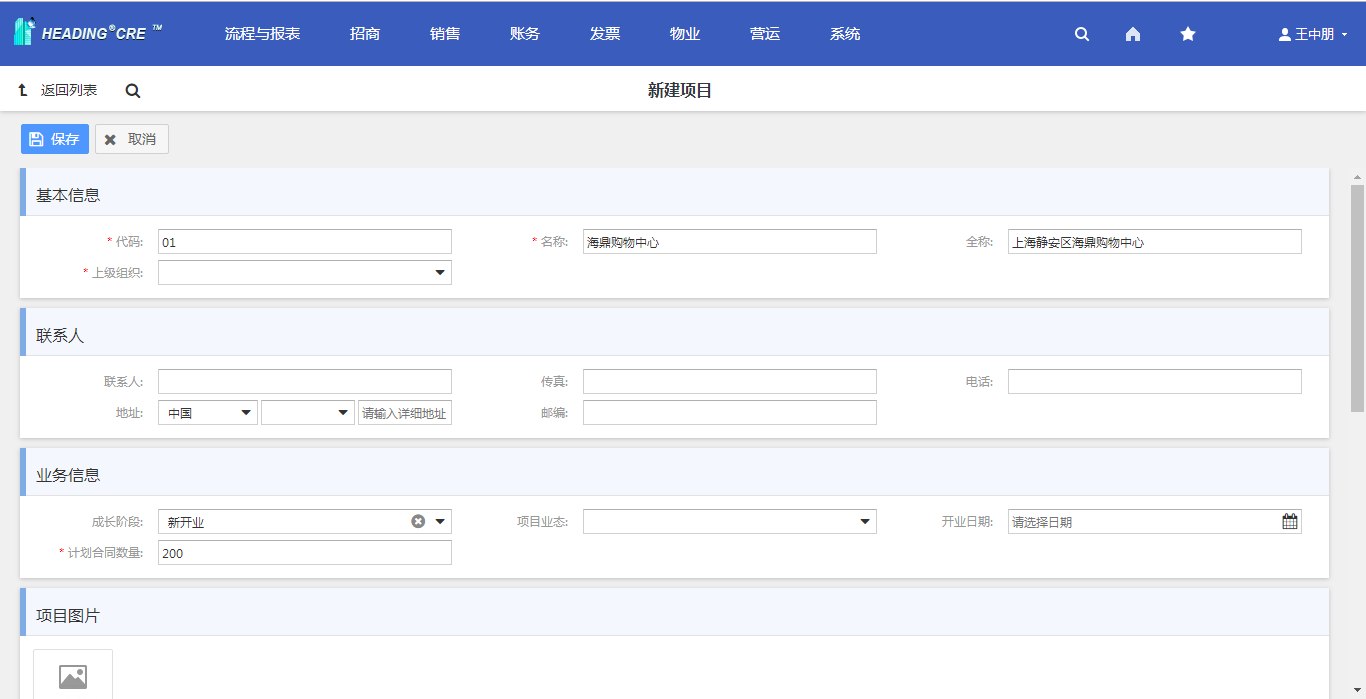 HEADING®CRE ™ 流程与报表 招商 销售 账务 发票 物业 营运 系统 王中朋
返回列表 新建项目
保存 取消
基本信息
* 代码: 01 * 名称: 海鼎购物中心 全称: 上海静安区海鼎购物中心
* 上级组织:
联系人
联系人: 传真: 电话:
地址: 中国 请输入详细地址 邮编:
业务信息
成长阶段: 新开业 项目业态: 开业日期: 请选择日期
* 计划合同数量: 200
项目图片